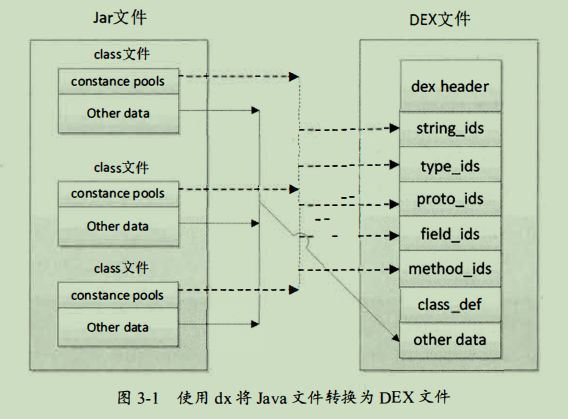 Jar文件
DEX文件
class文件
constance pools
Other data
class文件
constance pools
Other data
class文件
constance pools
Other data
dex header
string_ids
type_ids
proto_ids
field_ids
method_ids
class_def
other data
图 3-1 使用 dx 将 Java 文件转换为 DEX 文件